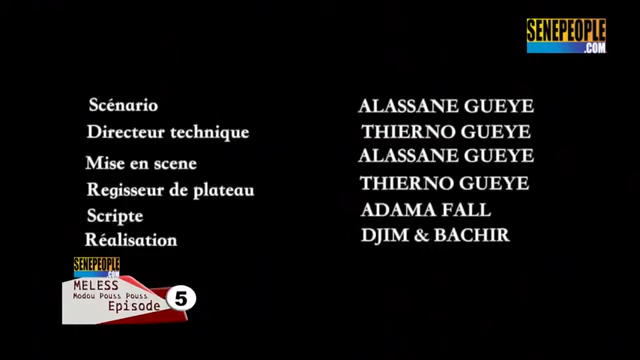 SENEPEOPLE
.COM
Scénario ALASSANE GUEYE
Directeur technique THIERNO GUEYE
Mise en scene ALASSANE GUEYE
Regisseur de plateau THIERNO GUEYE
Scripte ADAMA FALL
Réalisation DJIM & BACHIR
SENEPEOPLE
.COM
MELESS
Modou Pouss Pouss
Episode 5